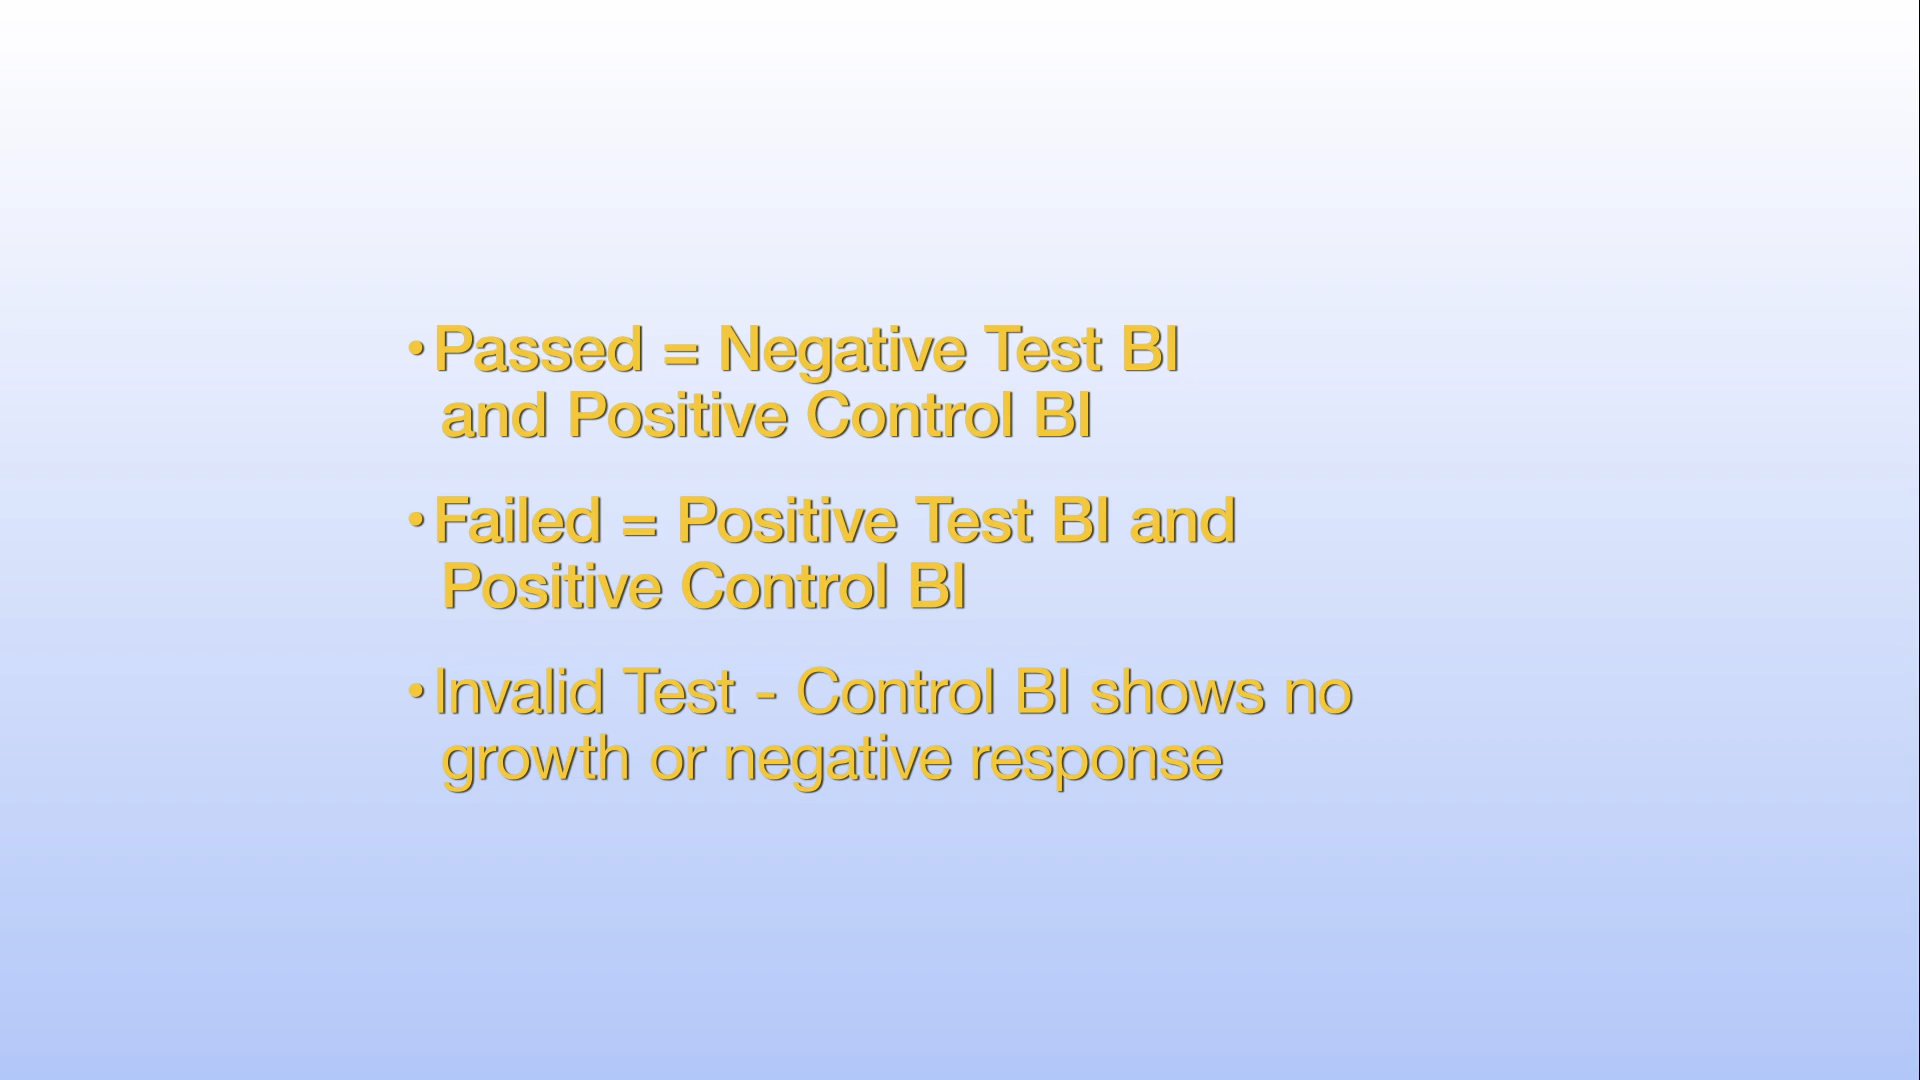 •Passed = Negative Test BI
and Positive Control BI
•Failed = Positive Test BI and
Positive Control BI
•Invalid Test - Control BI shows no
growth or negative response